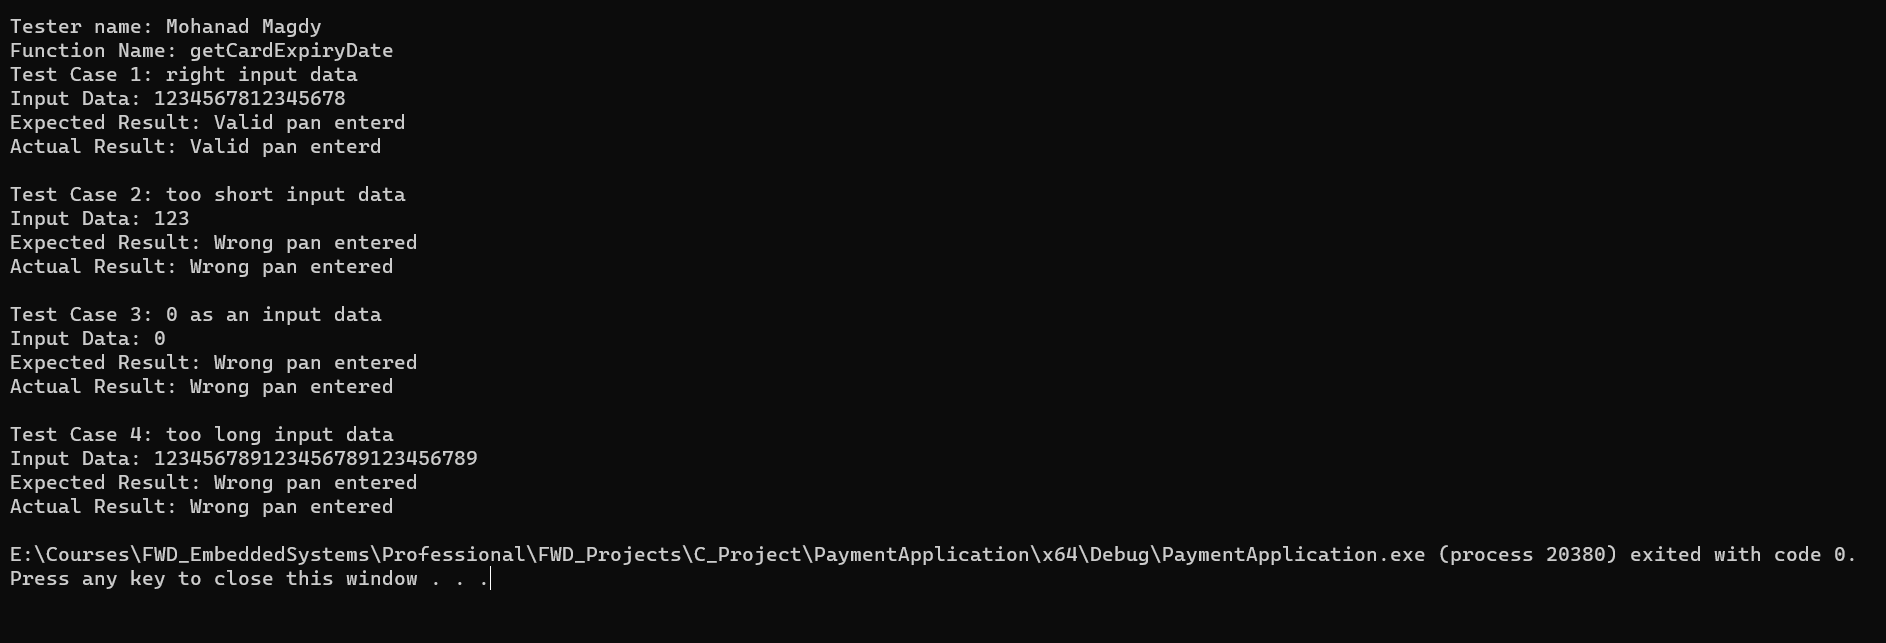 Tester name: Mohanad Magdy
Function Name: getCardExpiryDate
Test Case 1: right input data
Input Data: 1234567812345678
Expected Result: Valid pan enterd
Actual Result: Valid pan enterd
Test Case 2: too short input data
Input Data: 123
Expected Result: Wrong pan entered
Actual Result: Wrong pan entered
Test Case 3: 0 as an input data
Input Data: 0
Expected Result: Wrong pan entered
Actual Result: Wrong pan entered
Test Case 4: too long input data
Input Data: 123456789123456789123456789
Expected Result: Wrong pan entered
Actual Result: Wrong pan entered
E:\Courses\FWD_EmbeddedSystems\Professional\FWD_Projects\C_Project\PaymentApplication\x64\Debug\PaymentApplication.exe (process 20380) exited with code 0.
Press any key to close this window . . .